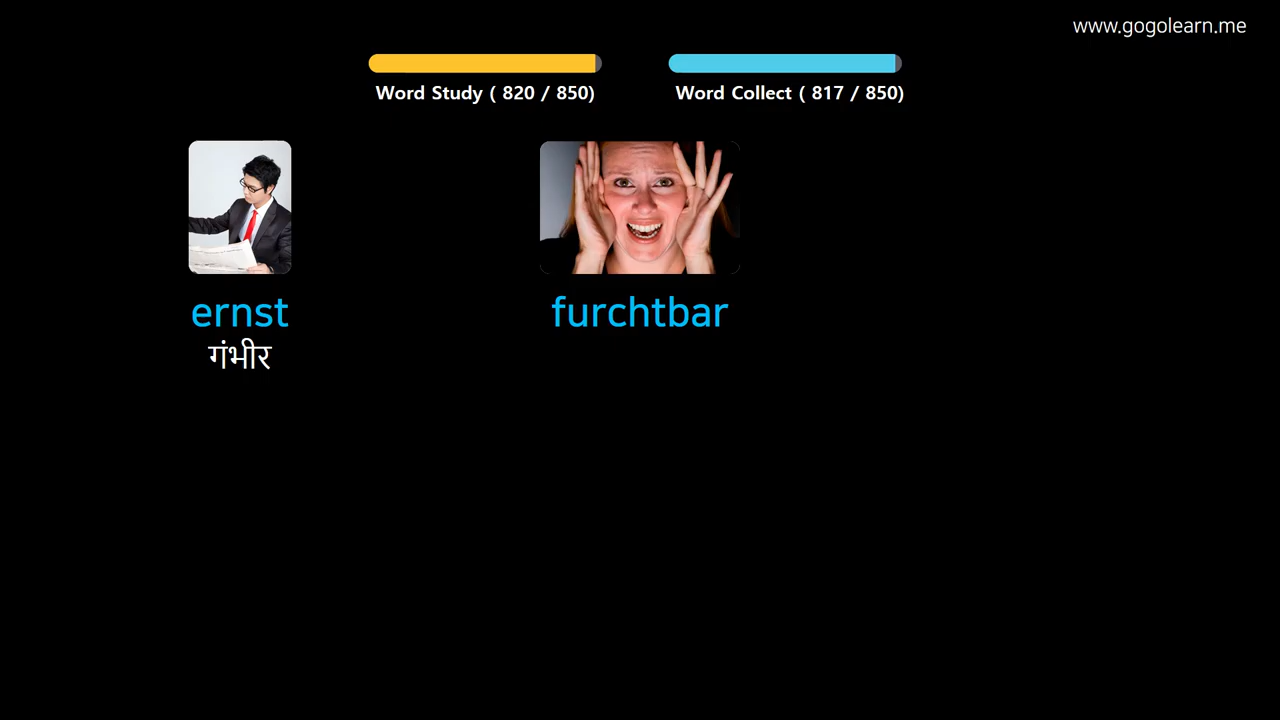 www.gogolearn.me
Word Study ( 820 / 850)
Word Collect ( 817 / 850)
ernst
गंभीर
furchtbar